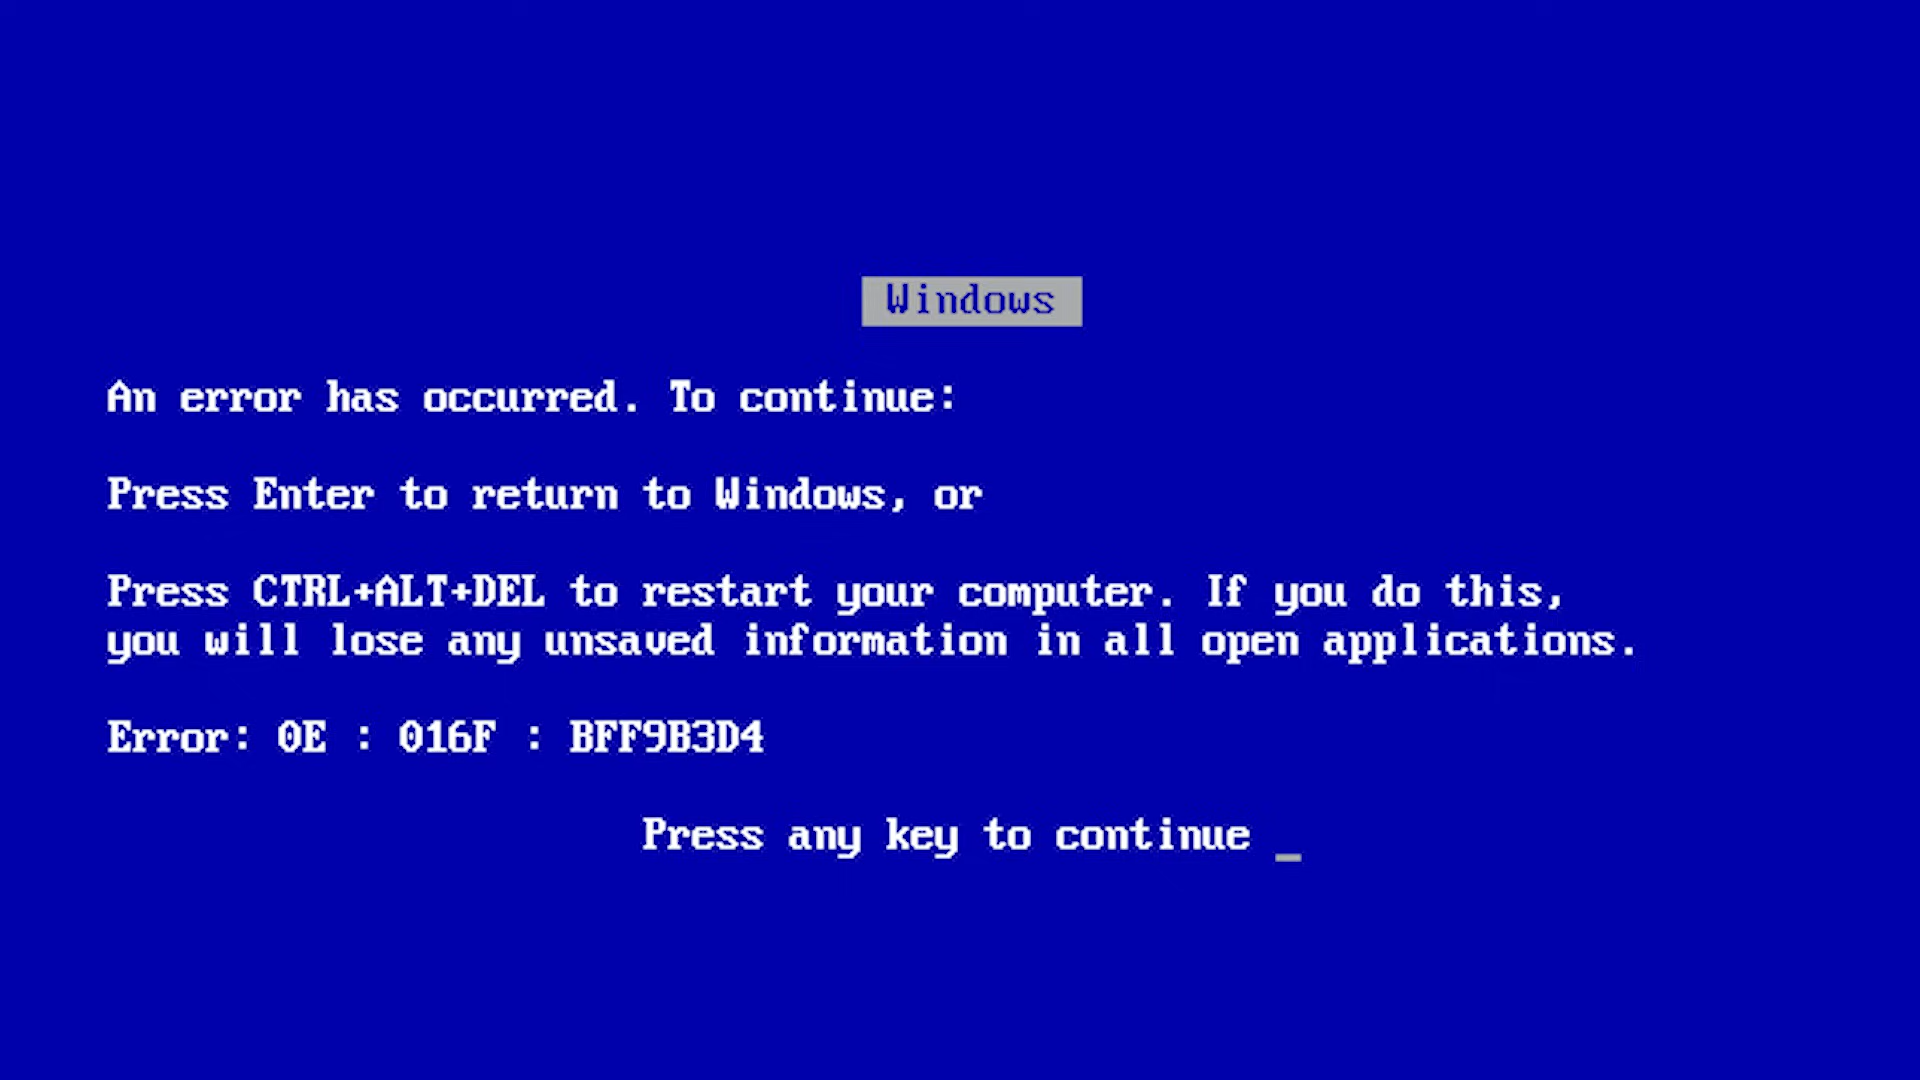 Windows
An error has occurred. To continue:
Press Enter to return to Windows, or
Press CTRL+ALT+DEL to restart your computer. If you do this,
you will lose any unsaved information in all open applications.
Error: 0E : 016F : BFF9B3D4
Press any key to continue _